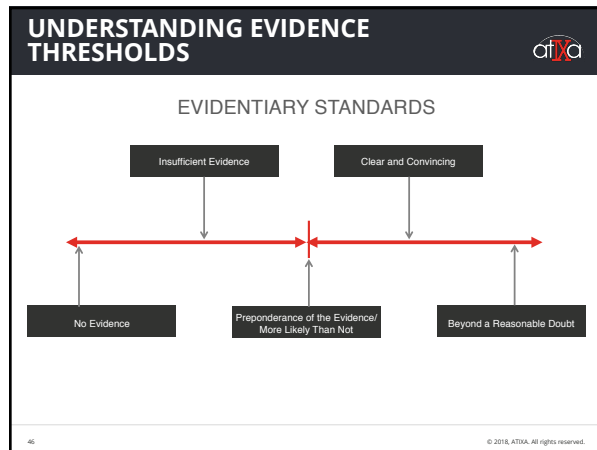 UNDERSTANDING EVIDENCE
THRESHOLDS
atIXa
EVIDENTIARY STANDARDS
Insufficient Evidence
Clear and Convincing
No Evidence
Preponderance of the Evidence/
More Likely Than Not
Beyond a Reasonable Doubt
46
© 2018, ATIXA. All rights reserved.